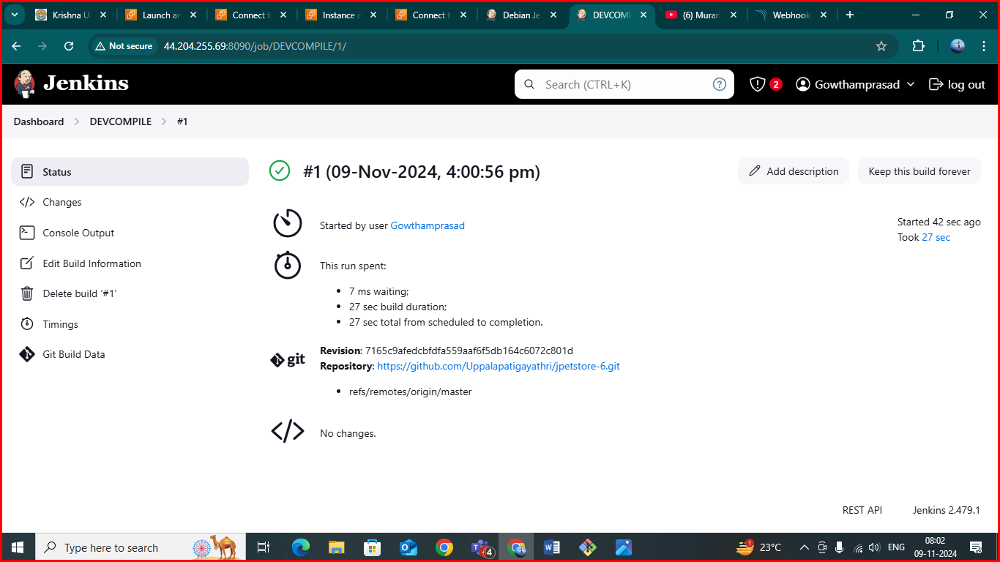 Krishna U
Launch an
Connect t
Instance d
Connect t
Debian Je
DEVCOMP
(6) Murari
Webhook
Not secure
44.204.255.69:8090/job/DEVCOMPILE/1/
Jenkins
Search (CTRL+K)
2
Gowthamprasad
log out
Dashboard
DEVCOMPILE
#1
Status
Changes
Console Output
Edit Build Information
Delete build ‘#1’
Timings
Git Build Data
#1 (09-Nov-2024, 4:00:56 pm)
Add description
Keep this build forever
Started by user Gowthamprasad
Started 42 sec ago
Took 27 sec
This run spent:
7 ms waiting;
27 sec build duration;
27 sec total from scheduled to completion.
git
Revision: 7165c9afedcbfdfa559aaf6f5db164c6072c801d
Repository: https://github.com/Uppalapatigayathri/jpetstore-6.git
refs/remotes/origin/master
No changes.
REST API
Jenkins 2.479.1
Type here to search
4
1
23°C
ENG
08:02
09-11-2024